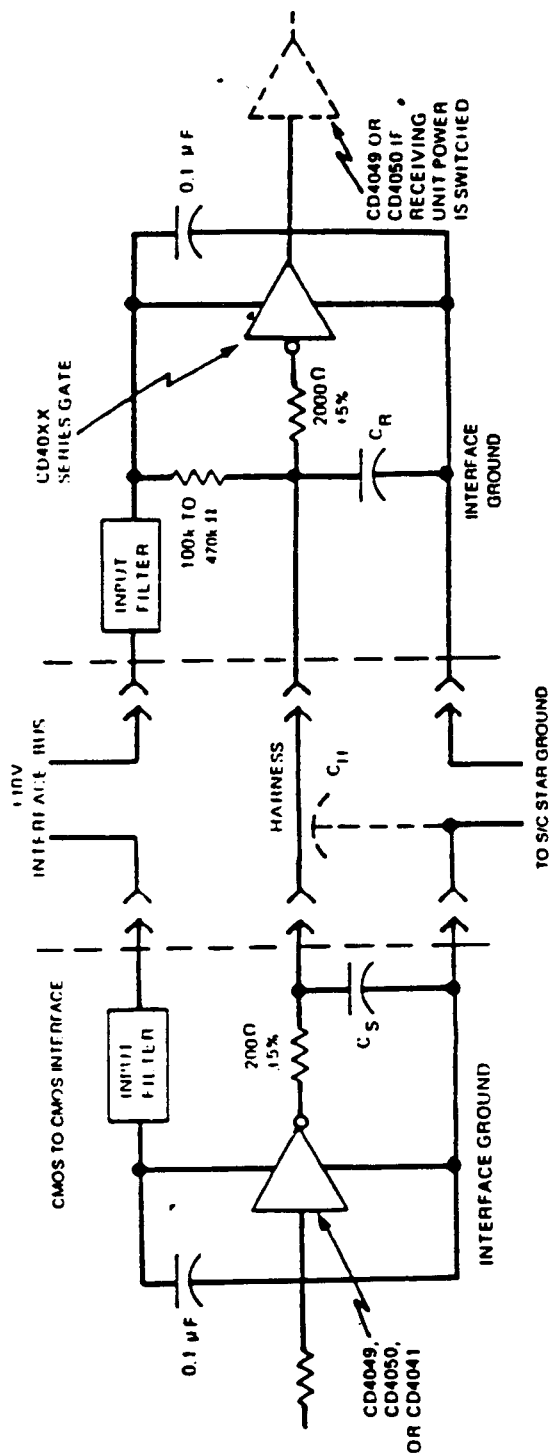 CMOS TO CMOS INTERFACE
INPUT
FILTER
0.1 µF
200Ω
±5%
C_S
CD4049,
CD4050,
OR CD4041
INTERFACE GROUND
INTERFACE BUS
HARNESS
C_H
TO S/C STAR GROUND
INPUT
FILTER
100k TO
470k Ω
CD40XX
SERIES GATE
2000Ω
±5%
C_R
INTERFACE
GROUND
0.1 µF
CD4049 OR
CD4050 IF
RECEIVING
UNIT POWER
IS SWITCHED